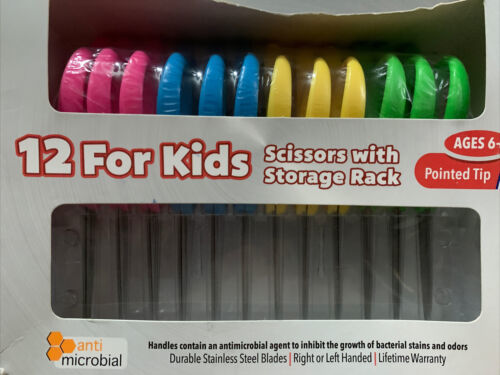 12 For Kids
Scissors with
Storage Rack
AGES 6-
Pointed Tip
anti
microbial
Handles contain an antimicrobial agent to inhibit the growth of bacterial stains and odors
Durable Stainless Steel Blades | Right or Left Handed | Lifetime Warranty